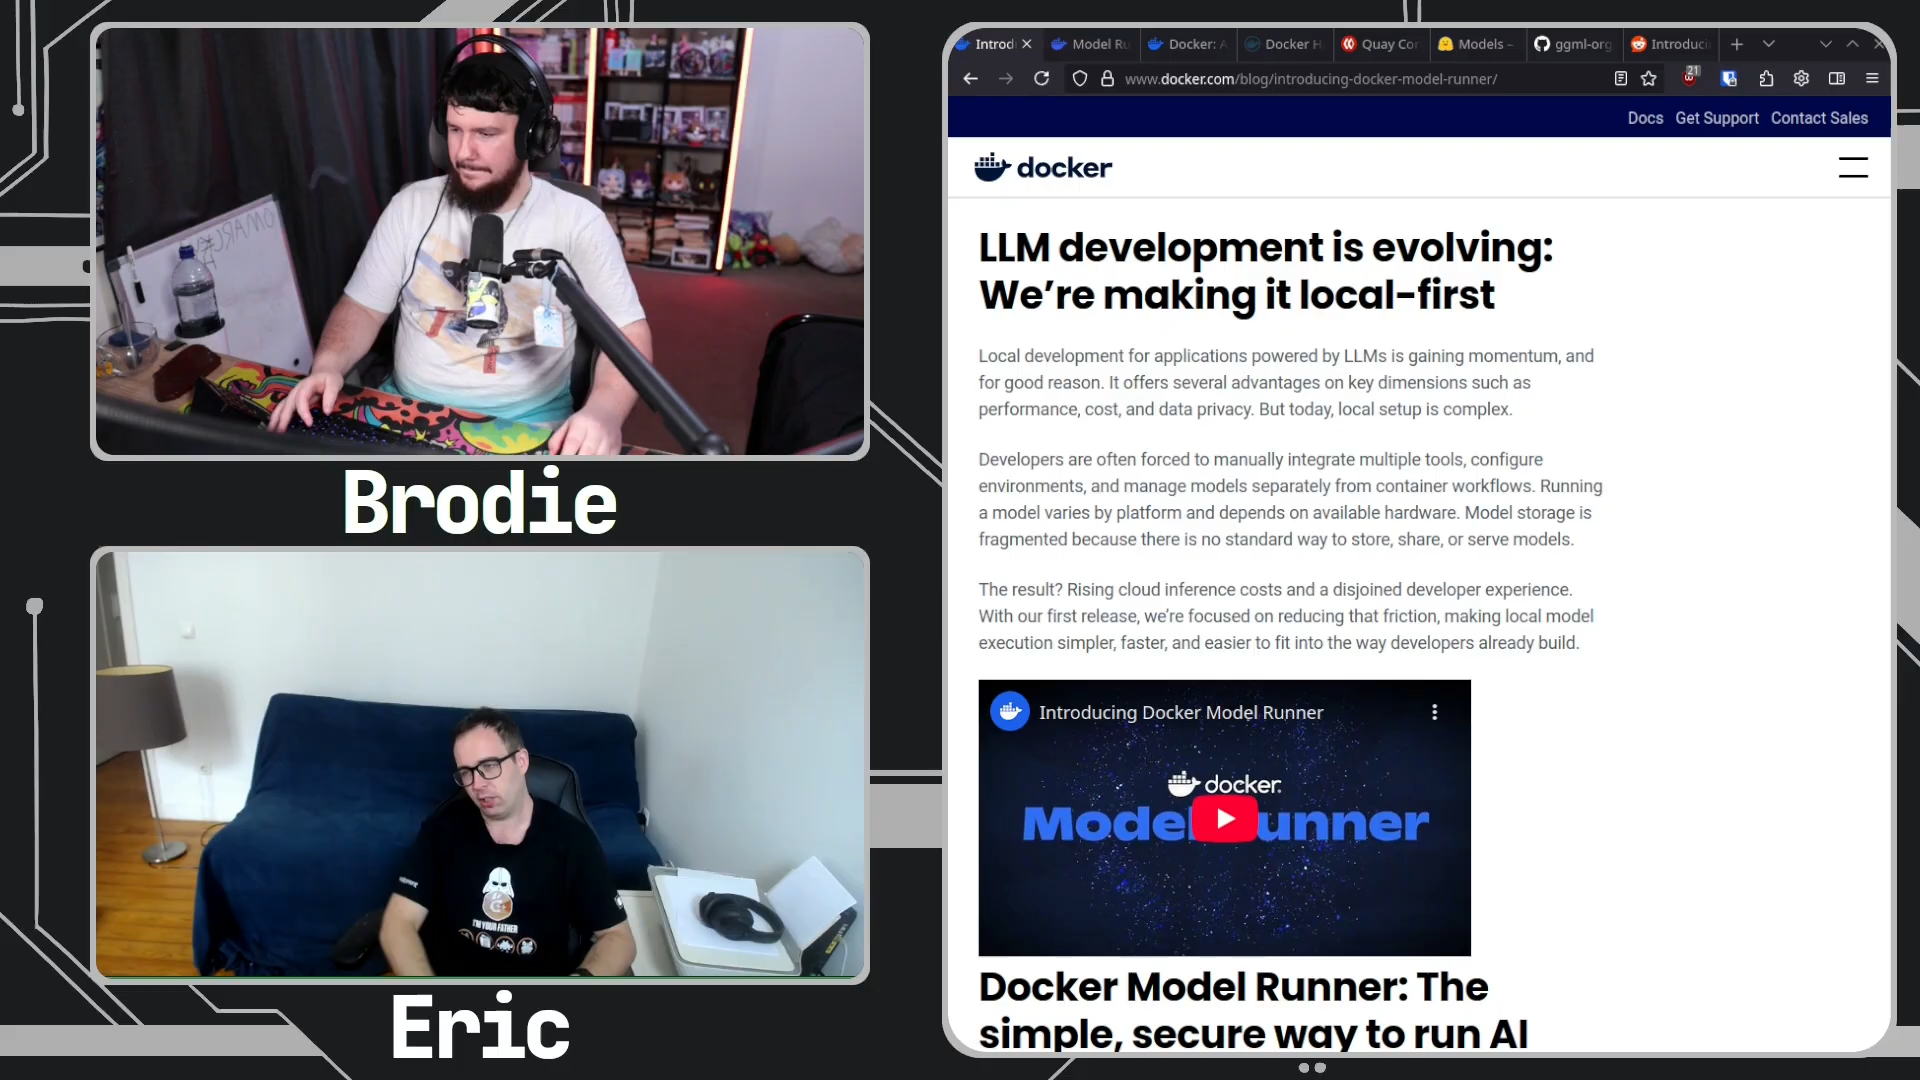 Introd
Model Ru
Docker: A
Docker H
Quay Con
Models -
ggml-org
Introduci
www.docker.com/blog/introducing-docker-model-runner/
21
Docs Get Support Contact Sales
docker
LLM development is evolving:
We're making it local-first
Local development for applications powered by LLMs is gaining momentum, and
for good reason. It offers several advantages on key dimensions such as
performance, cost, and data privacy. But today, local setup is complex.
Developers are often forced to manually integrate multiple tools, configure
environments, and manage models separately from container workflows. Running
a model varies by platform and depends on available hardware. Model storage is
fragmented because there is no standard way to store, share, or serve models.
The result? Rising cloud inference costs and a disjoined developer experience.
With our first release, we're focused on reducing that friction, making local model
execution simpler, faster, and easier to fit into the way developers already build.
Introducing Docker Model Runner
docker
Model unner
Docker Model Runner: The
simple, secure way to run AI
Brodie
I'M YOUR FATHER
Eric